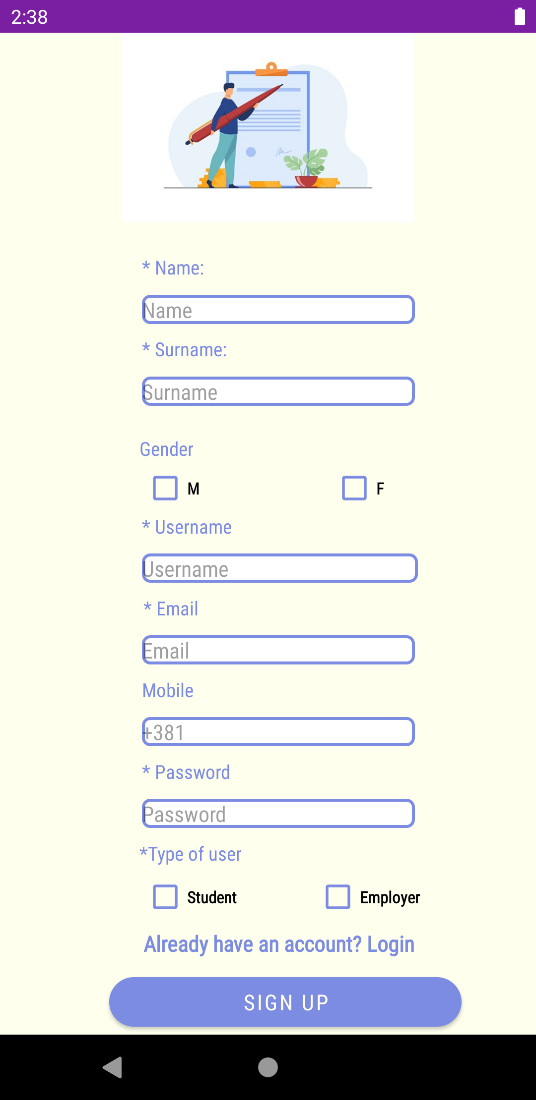 2:38
* Name:
Name
* Surname:
Surname
Gender
M F
* Username
Username
* Email
Email
Mobile
+381
* Password
Password
*Type of user
Student Employer
Already have an account? Login
SIGN UP